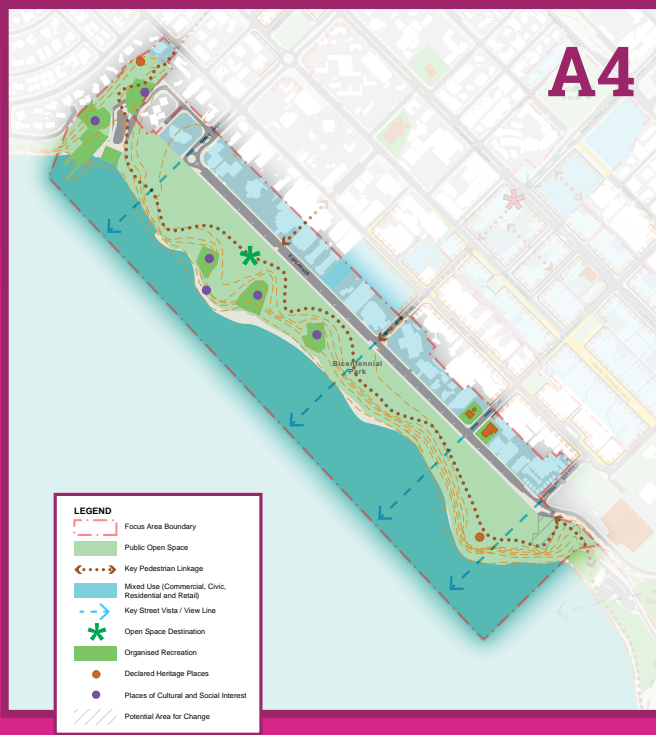 A4
ESPLANADE
Bicentennial
Park
LEGEND
Focus Area Boundary
Public Open Space
Key Pedestrian Linkage
Mixed Use (Commercial, Civic,
Residential and Retail)
Key Street Vista / View Line
Open Space Destination
Organised Recreation
Declared Heritage Places
Places of Cultural and Social Interest
Potential Area for Change